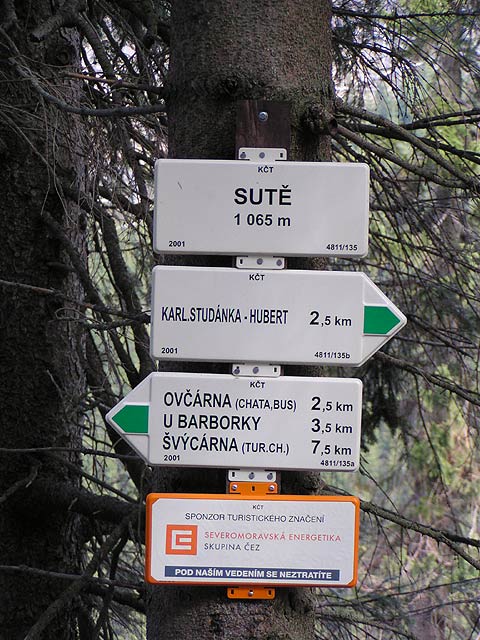 KČT
SUTĚ
1 065 m
2001 4811/135
KČT
KARL.STUDÁNKA - HUBERT 2,5 km
2001 4811/135b
KČT
OVČÁRNA (CHATA,BUS) 2,5 km
U BARBORKY 3,5 km
ŠVÝCÁRNA (TUR.CH.) 7,5 km
2001 4811/135a
KČT
SPONZOR TURISTICKÉHO ZNAČENÍ
SEVEROMORAVSKÁ ENERGETIKA
SKUPINA ČEZ
POD NAŠÍM VEDENÍM SE NEZTRATÍTE